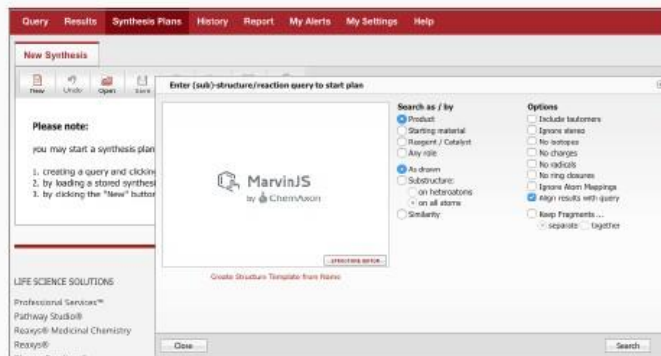 Query Results Synthesis Plans History Report My Alerts My Settings Help
New Synthesis
New Undo Open Save
Enter (sub)-structure/reaction query to start plan
Please note:
you may start a synthesis plan
1. creating a query and clickin
2. by loading a stored synthesi
3. by clicking the "New" button
MarvinJS
by ChemAxon
STRUCTURE EDITOR
Create Structure Template from Name
Search as / by
Product
Starting material
Reagent / Catalyst
Any role
As drawn
Substructure:
on heteroatoms
on all atoms
Similarity
Options
Include tautomers
Ignore stereo
No isotopes
No charges
No radicals
No ring closures
Ignore Atom Mappings
Align results with query
Keep Fragments ...
separate together
LIFE SCIENCE SOLUTIONS
Professional Services™
Pathway Studio®
Reaxys® Medicinal Chemistry
Reaxys®
Close
Search